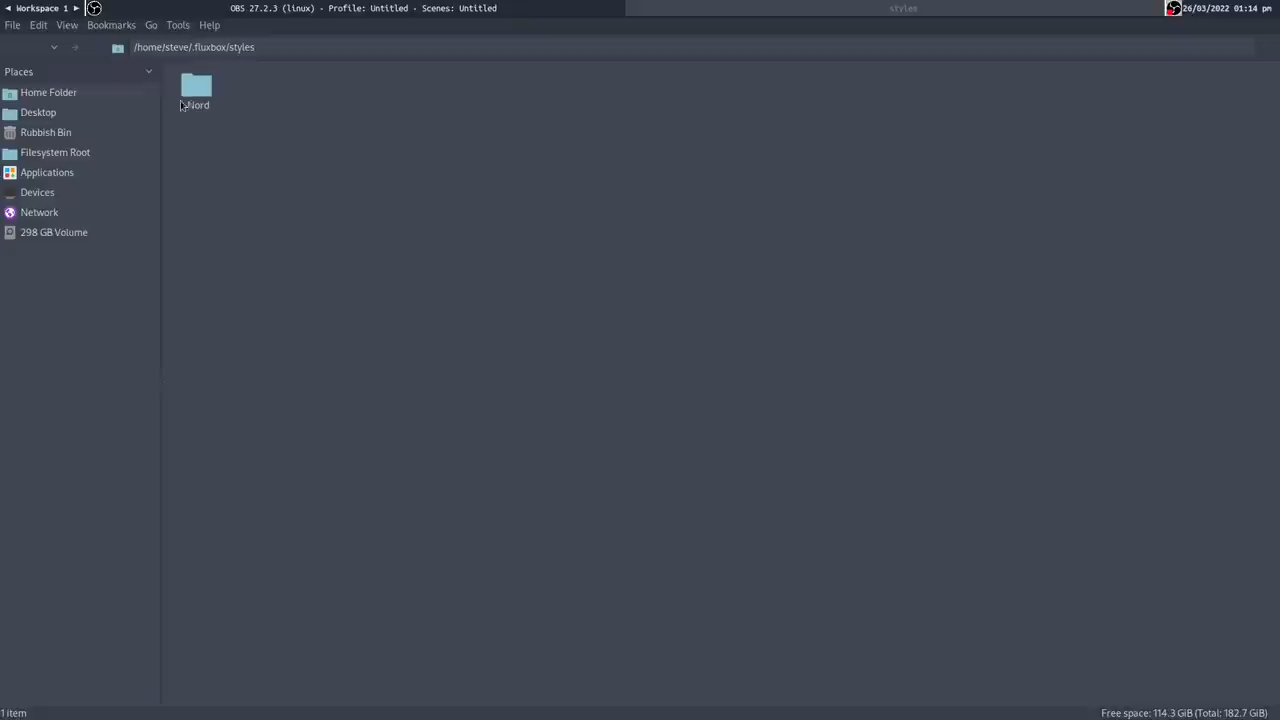 ◄ Workspace 1 ► OBS 27.2.3 (linux) - Profile: Untitled - Scenes: Untitled styles 26/03/2022 01:14 pm
File Edit View Bookmarks Go Tools Help
/home/steve/.fluxbox/styles
Places
Home Folder
Desktop
Rubbish Bin
Filesystem Root
Applications
Devices
Network
298 GB Volume
Nord
1 item Free space: 114.3 GiB (Total: 182.7 GiB)